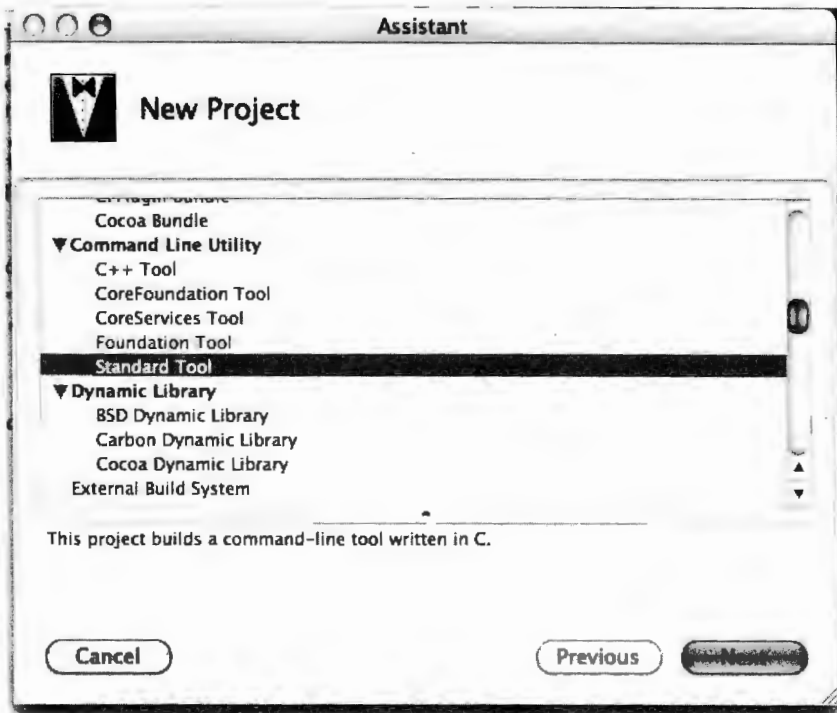 Assistant
New Project
Cocoa Bundle
▼Command Line Utility
C++ Tool
CoreFoundation Tool
CoreServices Tool
Foundation Tool
Standard Tool
▼Dynamic Library
BSD Dynamic Library
Carbon Dynamic Library
Cocoa Dynamic Library
External Build System
This project builds a command-line tool written in C.
Cancel
Previous
Next